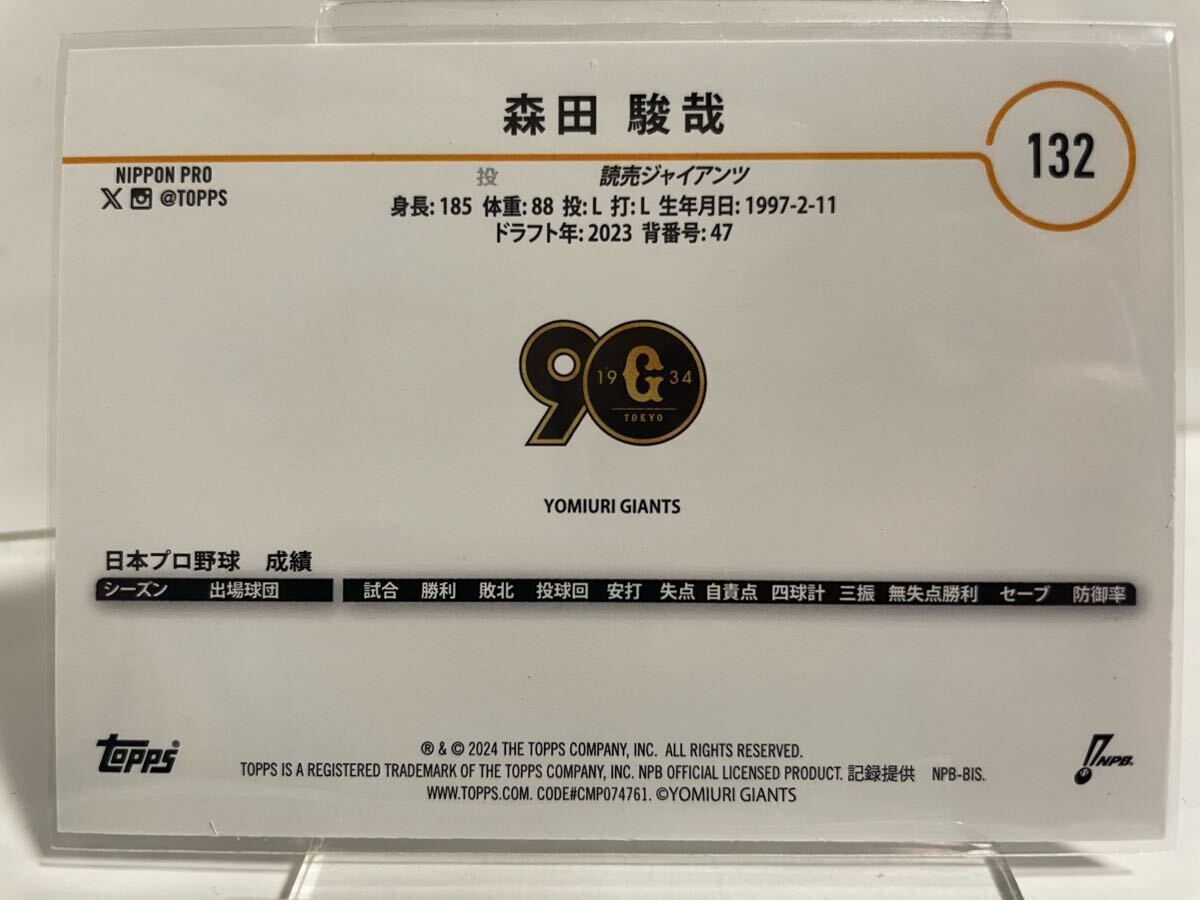 森田 駿哉
132
NIPPON PRO
@TOPPS
投 読売ジャイアンツ
身長: 185 体重: 88 投: L 打: L 生年月日: 1997-2-11
ドラフト年: 2023 背番号: 47
90
19 G 34
TOKYO
YOMIURI GIANTS
日本プロ野球 成績
シーズン 出場球団 試合 勝利 敗北 投球回 安打 失点 自責点 四球計 三振 無失点勝利 セーブ 防御率
topps®
® & © 2024 THE TOPPS COMPANY, INC. ALL RIGHTS RESERVED.
TOPPS IS A REGISTERED TRADEMARK OF THE TOPPS COMPANY, INC. NPB OFFICIAL LICENSED PRODUCT. 記録提供 NPB-BIS.
WWW.TOPPS.COM. CODE#CMP074761. ©YOMIURI GIANTS
NPB.